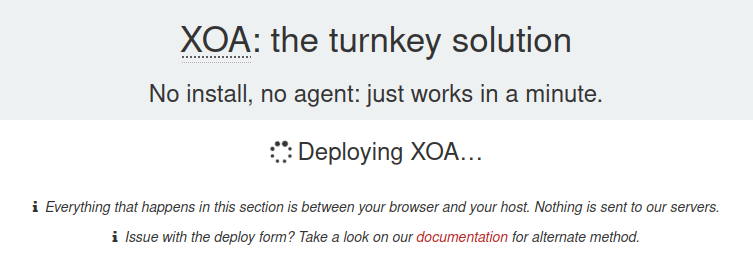 XOA: the turnkey solution
No install, no agent: just works in a minute.
Deploying XOA…
Everything that happens in this section is between your browser and your host. Nothing is sent to our servers.
Issue with the deploy form? Take a look on our documentation for alternate method.